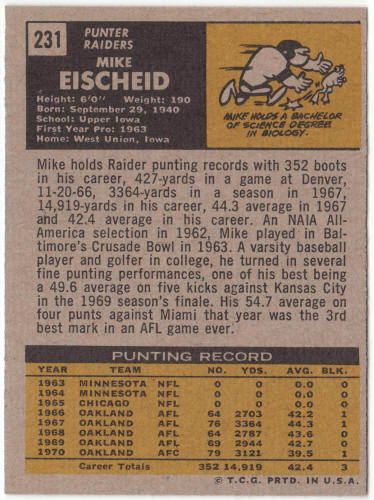 231
PUNTER
RAIDERS
MIKE
EISCHEID
Height: 6'0" Weight: 190
Born: September 29, 1940
School: Upper Iowa
First Year Pro: 1963
Home: West Union, Iowa
MIKE HOLDS A BACHELOR
OF SCIENCE DEGREE
IN BIOLOGY.
Mike holds Raider punting records with 352 boots
in his career, 427-yards in a game at Denver,
11-20-66, 3364-yards in a season in 1967,
14,919-yards in his career, 44.3 average in 1967
and 42.4 average in his career. An NAIA All-
America selection in 1962, Mike played in Bal-
timore's Crusade Bowl in 1963. A varsity baseball
player and golfer in college, he turned in several
fine punting performances, one of his best being
a 49.6 average on five kicks against Kansas City
in the 1969 season's finale. His 54.7 average on
four punts against Miami that year was the 3rd
best mark in an AFL game ever.
PUNTING RECORD
YEAR TEAM NO. YDS. AVG. BLK.
1963 MINNESOTA NFL 0 0 0.0 0
1964 MINNESOTA NFL 0 0 0.0 0
1965 CHICAGO NFL 0 0 0.0 0
1966 OAKLAND AFL 64 2703 42.2 1
1967 OAKLAND AFL 76 3364 44.3 1
1968 OAKLAND AFL 64 2787 43.6 0
1969 OAKLAND AFL 69 2944 42.7 0
1970 OAKLAND AFC 79 3121 39.5 1
Career Totals 352 14,919 42.4 3
© T.C.G. PRTD. IN U.S.A.